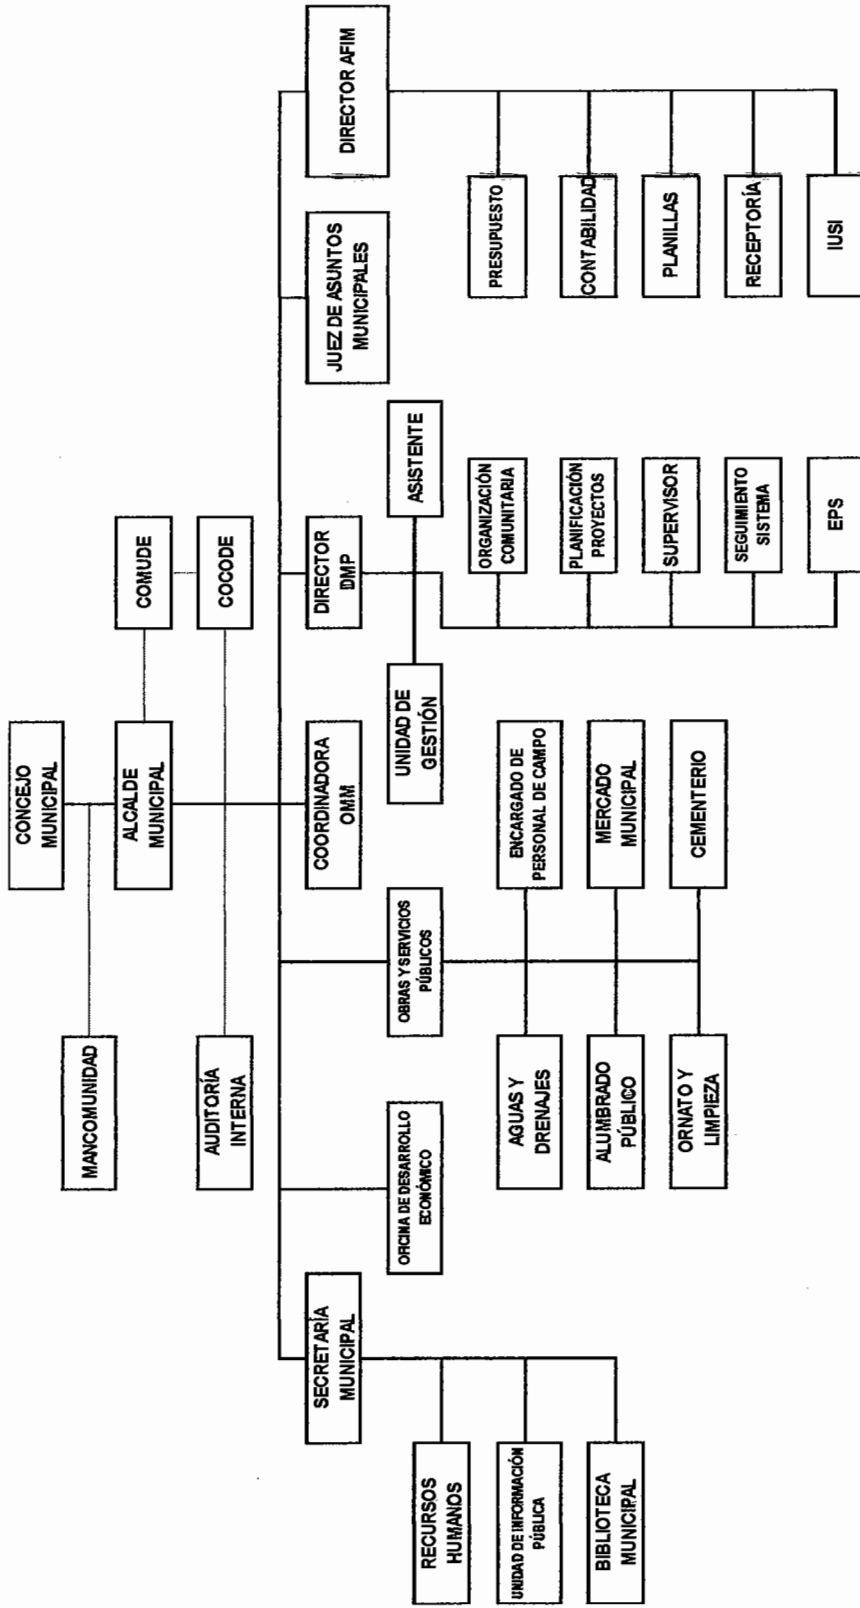 CONCEJO
MUNICIPAL
MANCOMUNIDAD
ALCALDE
MUNICIPAL
COMUDE
AUDITORÍA
INTERNA
COCODE
SECRETARÍA
MUNICIPAL
COORDINADORA
OMM
DIRECTOR
DMP
JUEZ DE ASUNTOS
MUNICIPALES
DIRECTOR AFIM
OFICINA DE DESARROLLO
ECONÓMICO
OBRAS Y SERVICIOS
PÚBLICOS
UNIDAD DE
GESTIÓN
ASISTENTE
RECURSOS
HUMANOS
UNIDAD DE INFORMACIÓN
PÚBLICA
BIBLIOTECA
MUNICIPAL
AGUAS Y
DRENAJES
ENCARGADO DE
PERSONAL DE CAMPO
ALUMBRADO
PÚBLICO
MERCADO
MUNICIPAL
ORNATO Y
LIMPIEZA
CEMENTERIO
ORGANIZACIÓN
COMUNITARIA
PLANIFICACIÓN
PROYECTOS
SUPERVISOR
SEGUIMIENTO
SISTEMA
EPS
PRESUPUESTO
CONTABILIDAD
PLANILLAS
RECEPTORÍA
IUSI